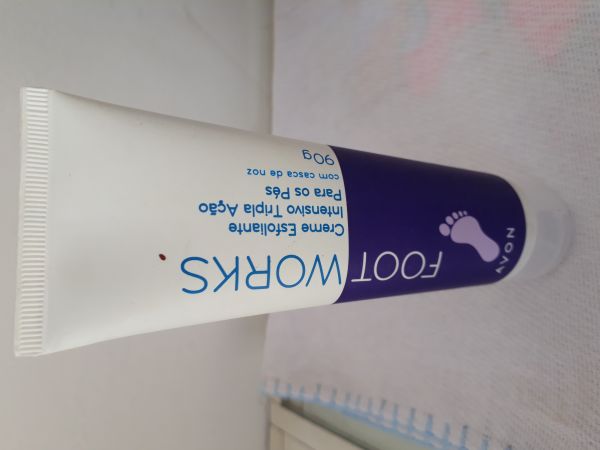 AVON
FOOT WORKS
Creme Esfoliante
Intensivo Tripla Ação
Para os Pés
com casca de noz
90g